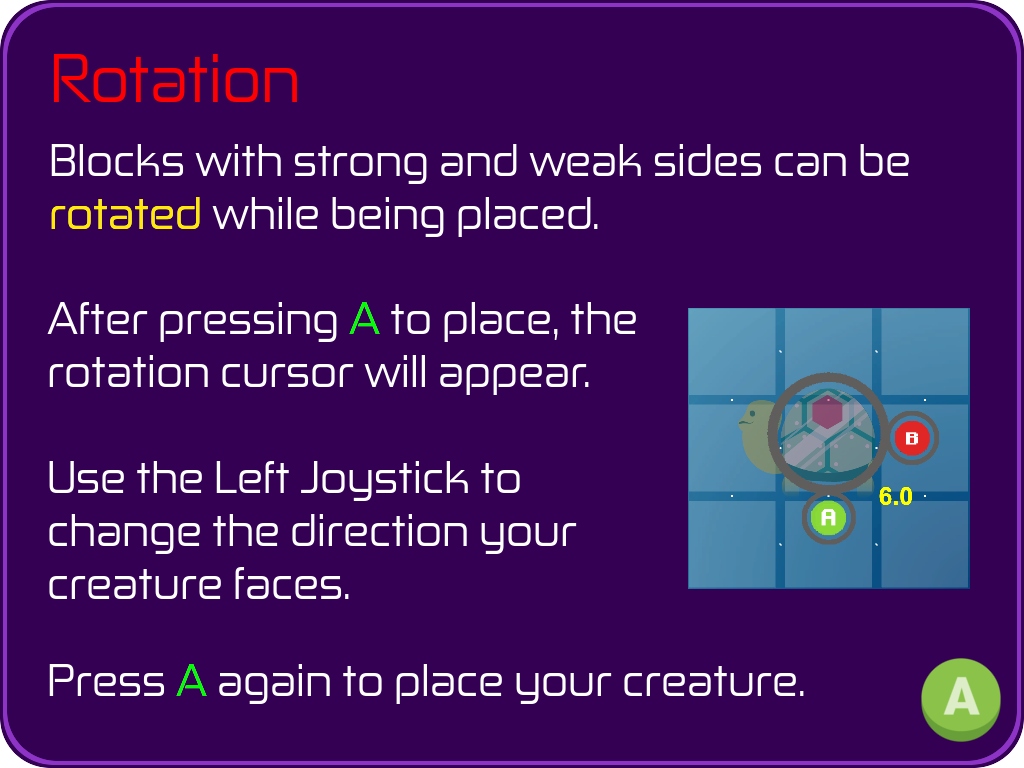 Rotation
Blocks with strong and weak sides can be
rotated while being placed.
After pressing A to place, the
rotation cursor will appear.
B
6.0
A
Use the Left Joystick to
change the direction your
creature faces.
Press A again to place your creature.
A